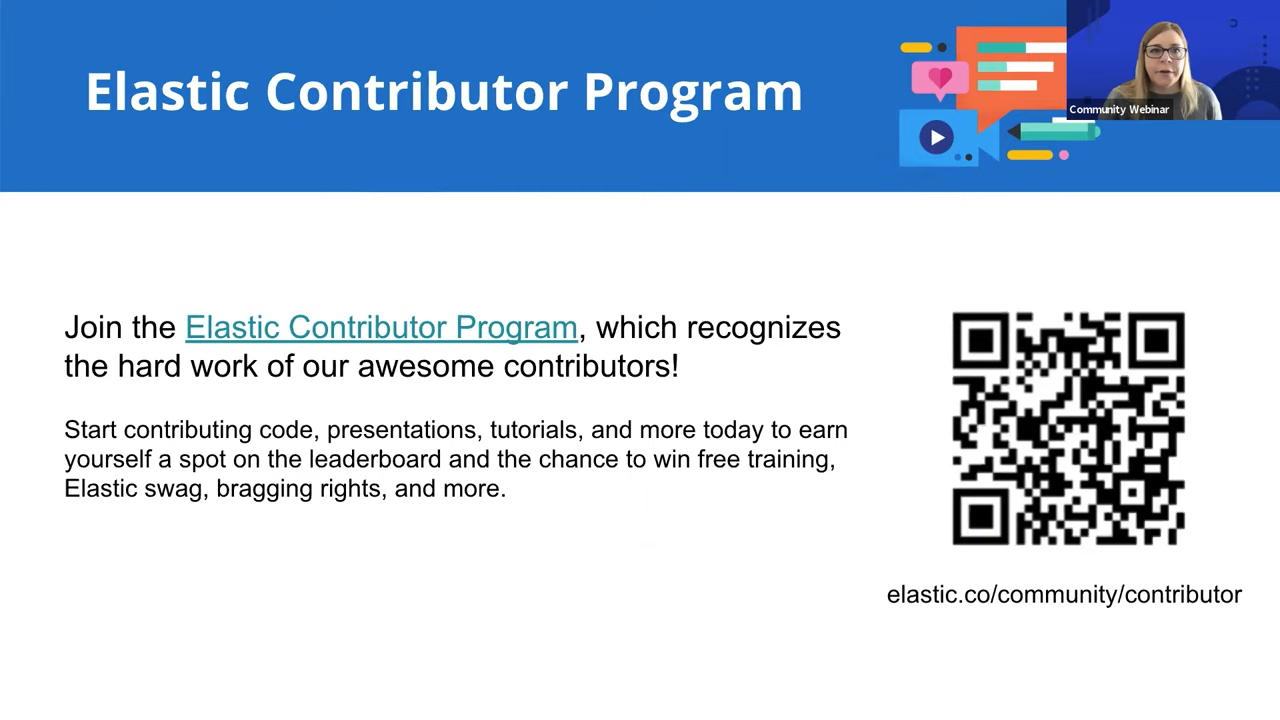 Elastic Contributor Program
Community Webinar
Join the Elastic Contributor Program, which recognizes
the hard work of our awesome contributors!
Start contributing code, presentations, tutorials, and more today to earn
yourself a spot on the leaderboard and the chance to win free training,
Elastic swag, bragging rights, and more.
elastic.co/community/contributor